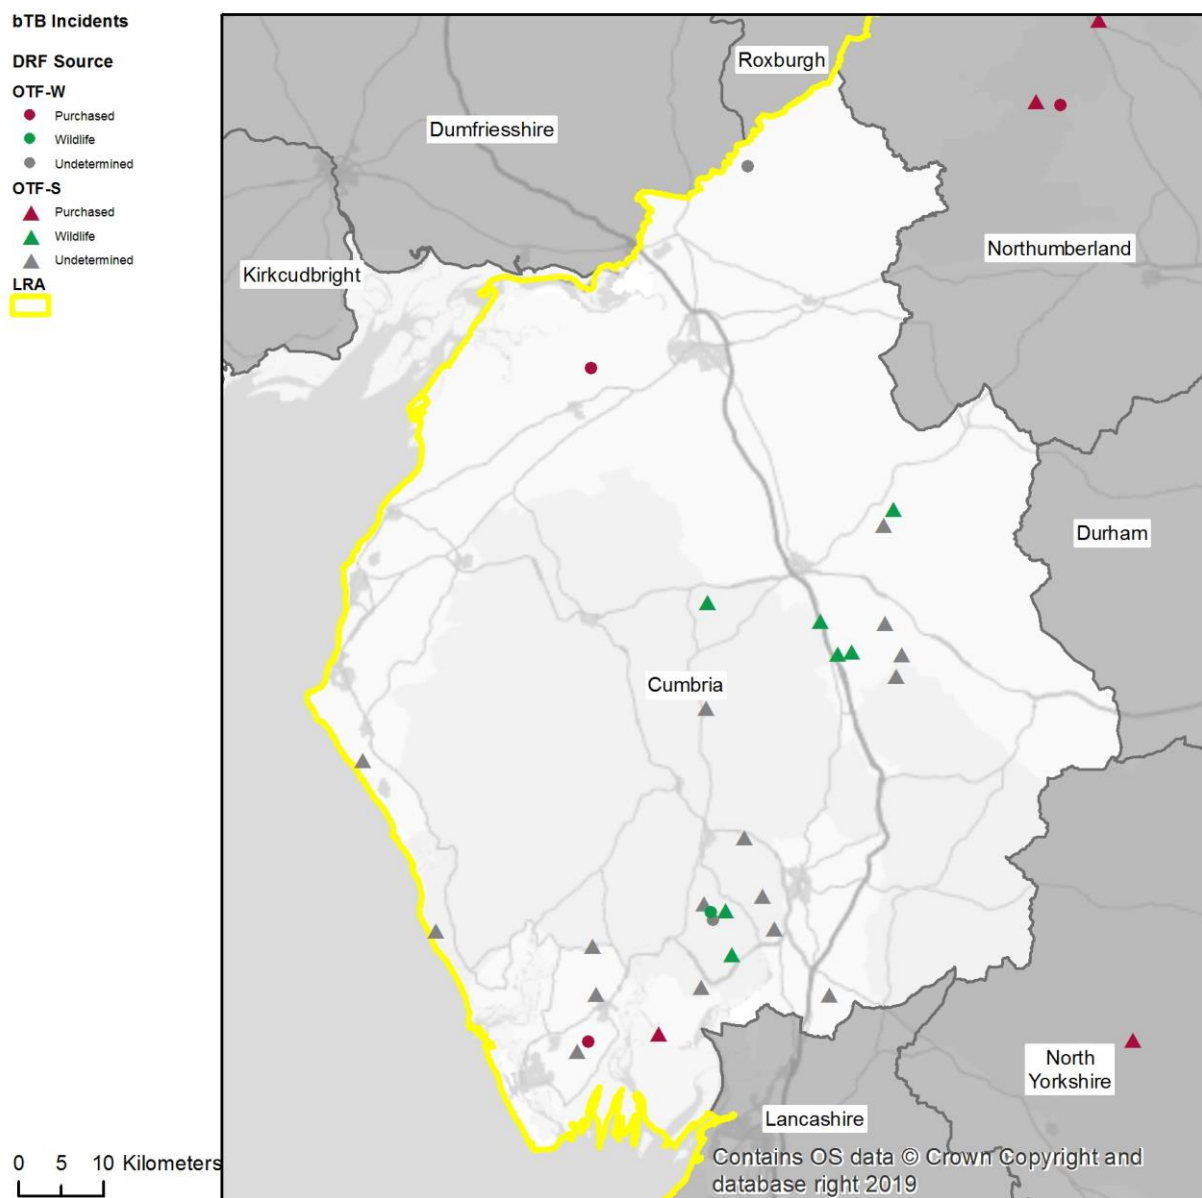 bTB Incidents
DRF Source
OTF-W
Purchased
Wildlife
Undetermined
OTF-S
Purchased
Wildlife
Undetermined
LRA
Roxburgh
Dumfriesshire
Northumberland
Kirkcudbright
Durham
Cumbria
North
Yorkshire
Lancashire
0 5 10 Kilometers
Contains OS data © Crown Copyright and
database right 2019